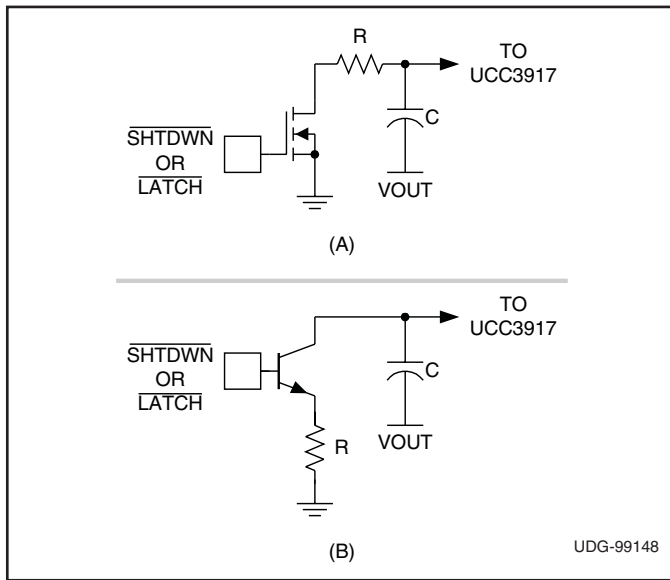 R
TO
UCC3917
SHTDWN
OR
LATCH
C
VOUT
(A)
TO
UCC3917
SHTDWN
OR
LATCH
C
R
VOUT
(B)
UDG-99148